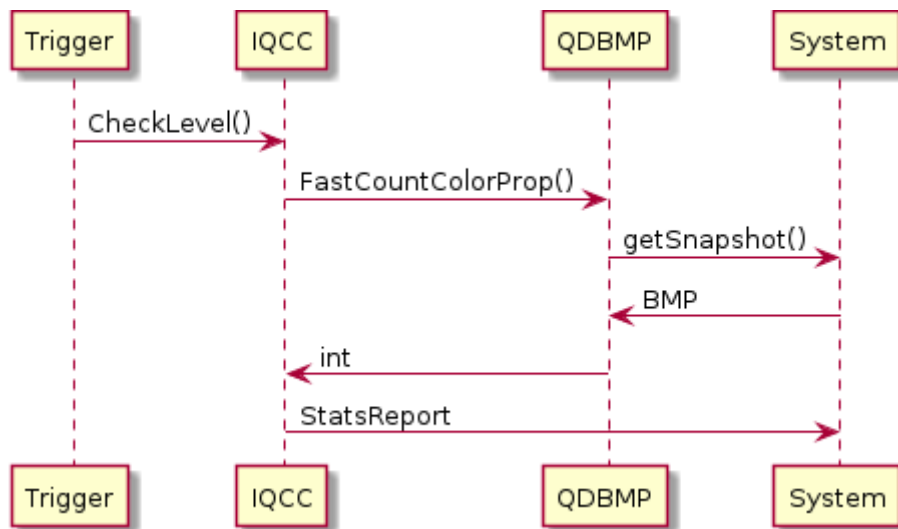 Trigger
IQCC
QDBMP
System
CheckLevel()
FastCountColorProp()
getSnapshot()
BMP
int
StatsReport
Trigger
IQCC
QDBMP
System